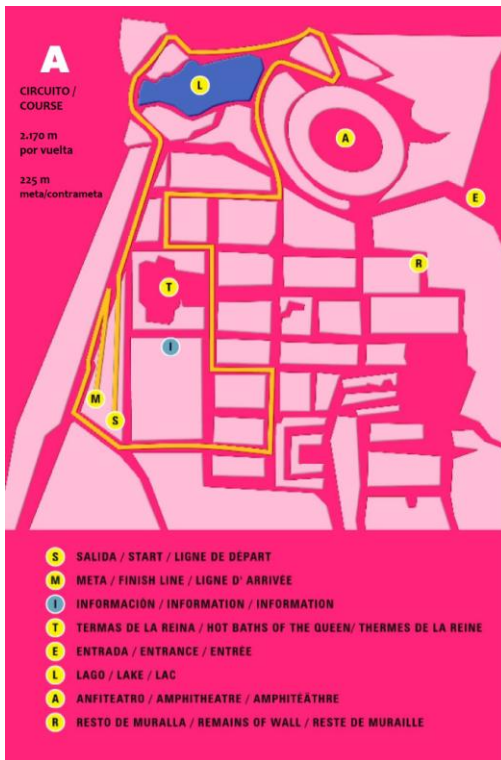 A
CIRCUITO /
COURSE
2.170 m
por vuelta
225 m
meta/contrameta
L
A
E
R
T
I
M
S
S SALIDA / START / LIGNE DE DÉPART
M META / FINISH LINE / LIGNE D' ARRIVÉE
I INFORMACIÓN / INFORMATION / INFORMATION
T TERMAS DE LA REINA / HOT BATHS OF THE QUEEN/ THERMES DE LA REINE
E ENTRADA / ENTRANCE / ENTRÉE
L LAGO / LAKE / LAC
A ANFITEATRO / AMPHITHEATRE / AMPHITÉÂTHRE
R RESTO DE MURALLA / REMAINS OF WALL / RESTE DE MURAILLE